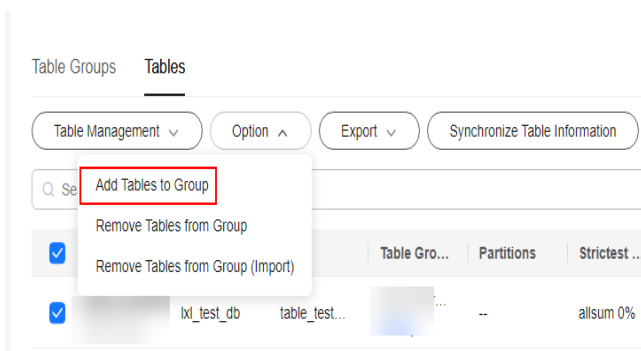 Table Groups Tables
Table Management Option Export Synchronize Table Information
Se
Add Tables to Group
Remove Tables from Group
Remove Tables from Group (Import)
Table Gro... Partitions Strictest ...
lxl_test_db table_test... ... -- allsum 0%